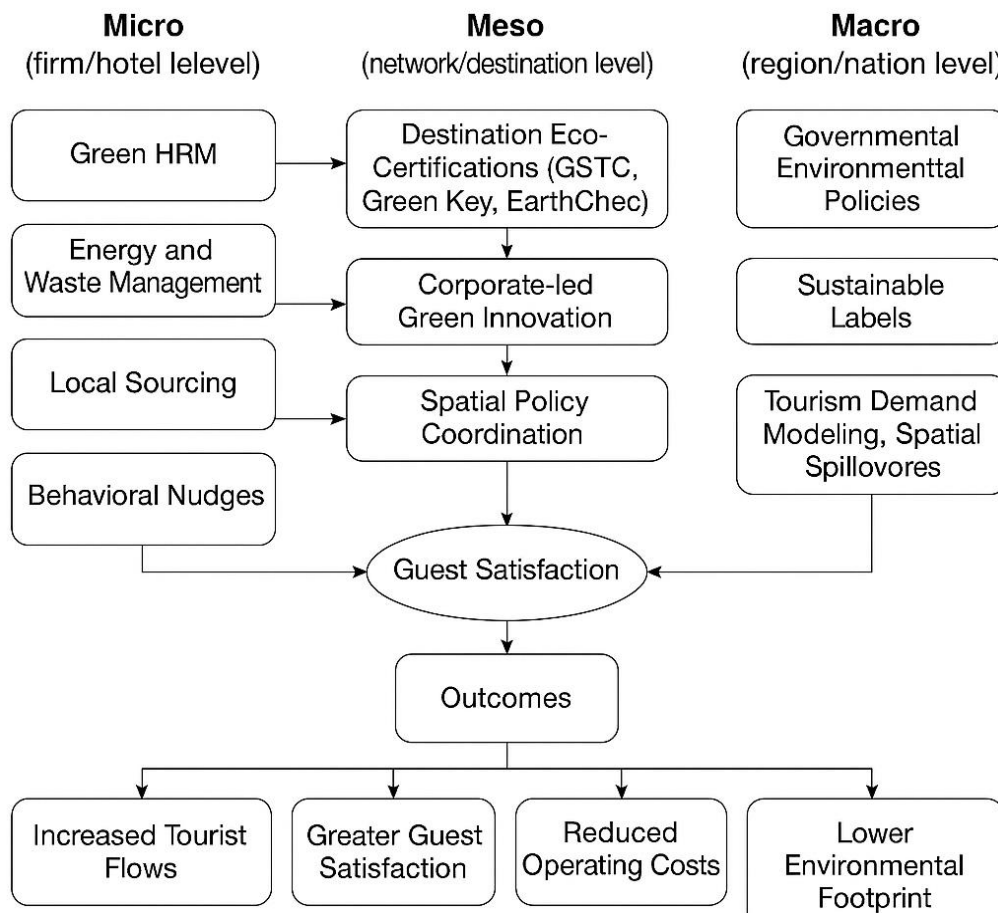 Micro
(firm/hotel lelevel)
Meso
(network/destination level)
Macro
(region/nation level)
Green HRM
Destination Eco-
Certifications (GSTC,
Green Key, EarthChec)
Governmental
Environmenttal
Policies
Energy and
Waste Management
Corporate-led
Green Innovation
Sustainable
Labels
Local Sourcing
Spatial Policy
Coordination
Tourism Demand
Modeling, Spatial
Spillovores
Behavioral Nudges
Guest Satisfaction
Outcomes
Increased Tourist
Flows
Greater Guest
Satisfaction
Reduced
Operating Costs
Lower
Environmental
Footprint